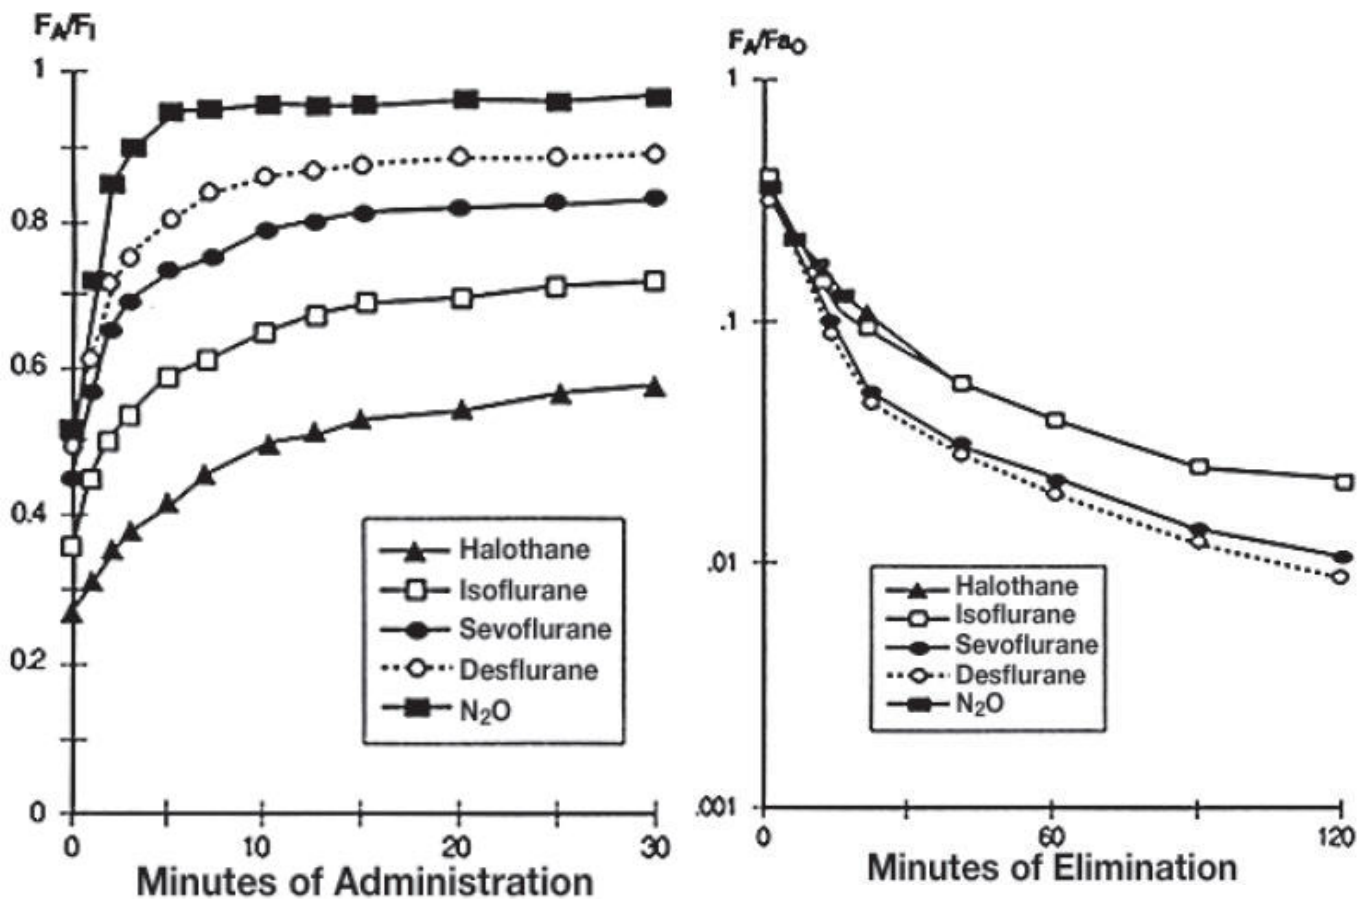 FA/FI
1
0.8
0.6
0.4
0.2
0
0
10
20
30
Minutes of Administration
Halothane
Isoflurane
Sevoflurane
Desflurane
N2O
FA/FaO
1
.1
.01
.001
0
60
120
Minutes of Elimination
Halothane
Isoflurane
Sevoflurane
Desflurane
N2O